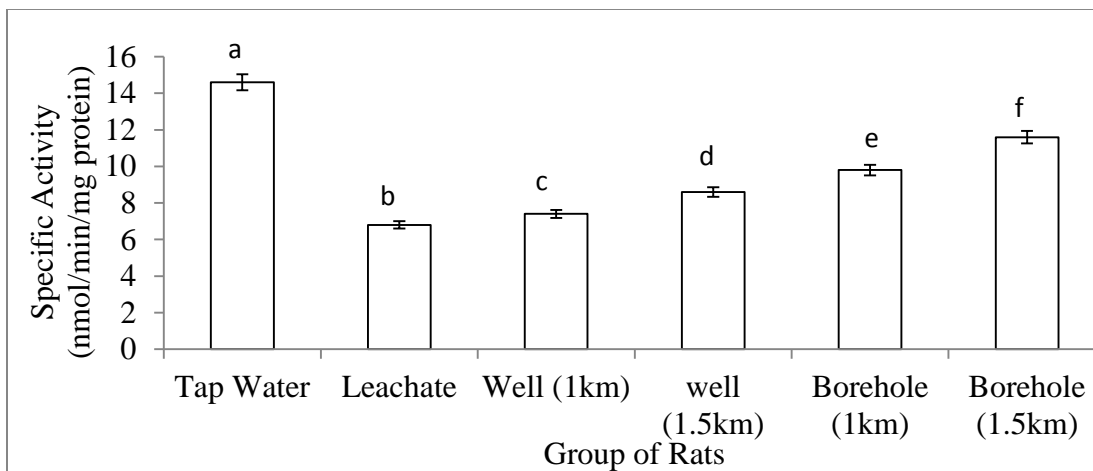 Specific Activity
(nmol/min/mg protein)
16
14
12
10
8
6
4
2
0
a
b
c
d
e
f
Tap Water
Leachate
Well (1km)
well
(1.5km)
Borehole
(1km)
Borehole
(1.5km)
Group of Rats